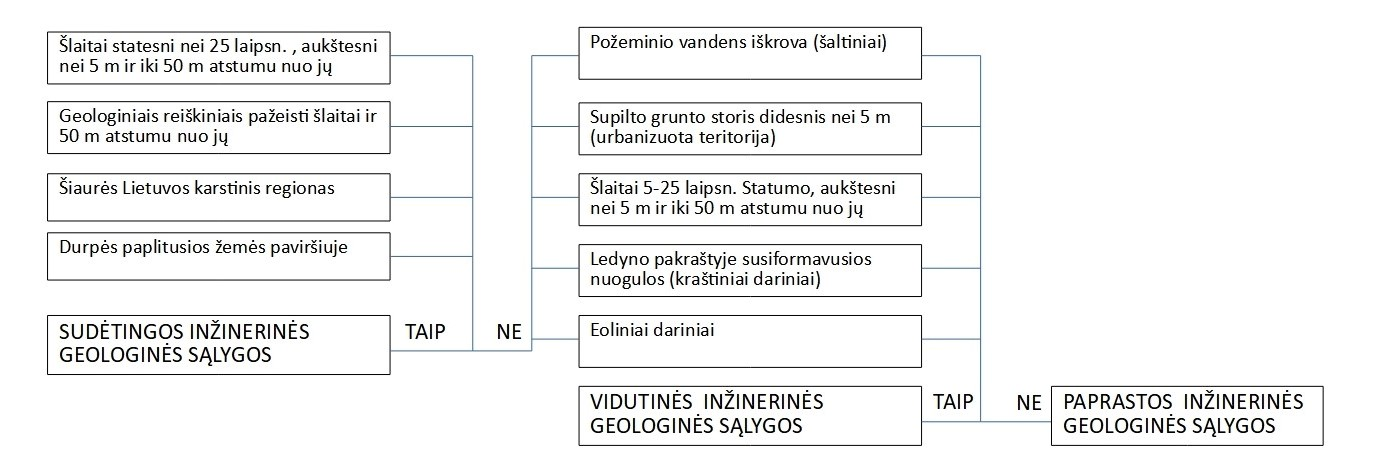 Šlaitai statesni nei 25 laipsn. , aukštesni
nei 5 m ir iki 50 m atstumu nuo jų
Geologiniais reiškiniais pažeisti šlaitai ir
50 m atstumu nuo jų
Šiaurės Lietuvos karstinis regionas
Durpės paplitusios žemės paviršiuje
SUDĖTINGOS INŽINERINĖS
GEOLOGINĖS SĄLYGOS
TAIP
NE
Požeminio vandens iškrova (šaltiniai)
Supilto grunto storis didesnis nei 5 m
(urbanizuota teritorija)
Šlaitai 5-25 laipsn. Statumo, aukštesni
nei 5 m ir iki 50 m atstumu nuo jų
Ledyno pakraštyje susiformavusios
nuogulos (kraštiniai dariniai)
Eoliniai dariniai
VIDUTINĖS INŽINERINĖS
GEOLOGINĖS SĄLYGOS
TAIP
NE
PAPRASTOS INŽINERINĖS
GEOLOGINĖS SĄLYGOS